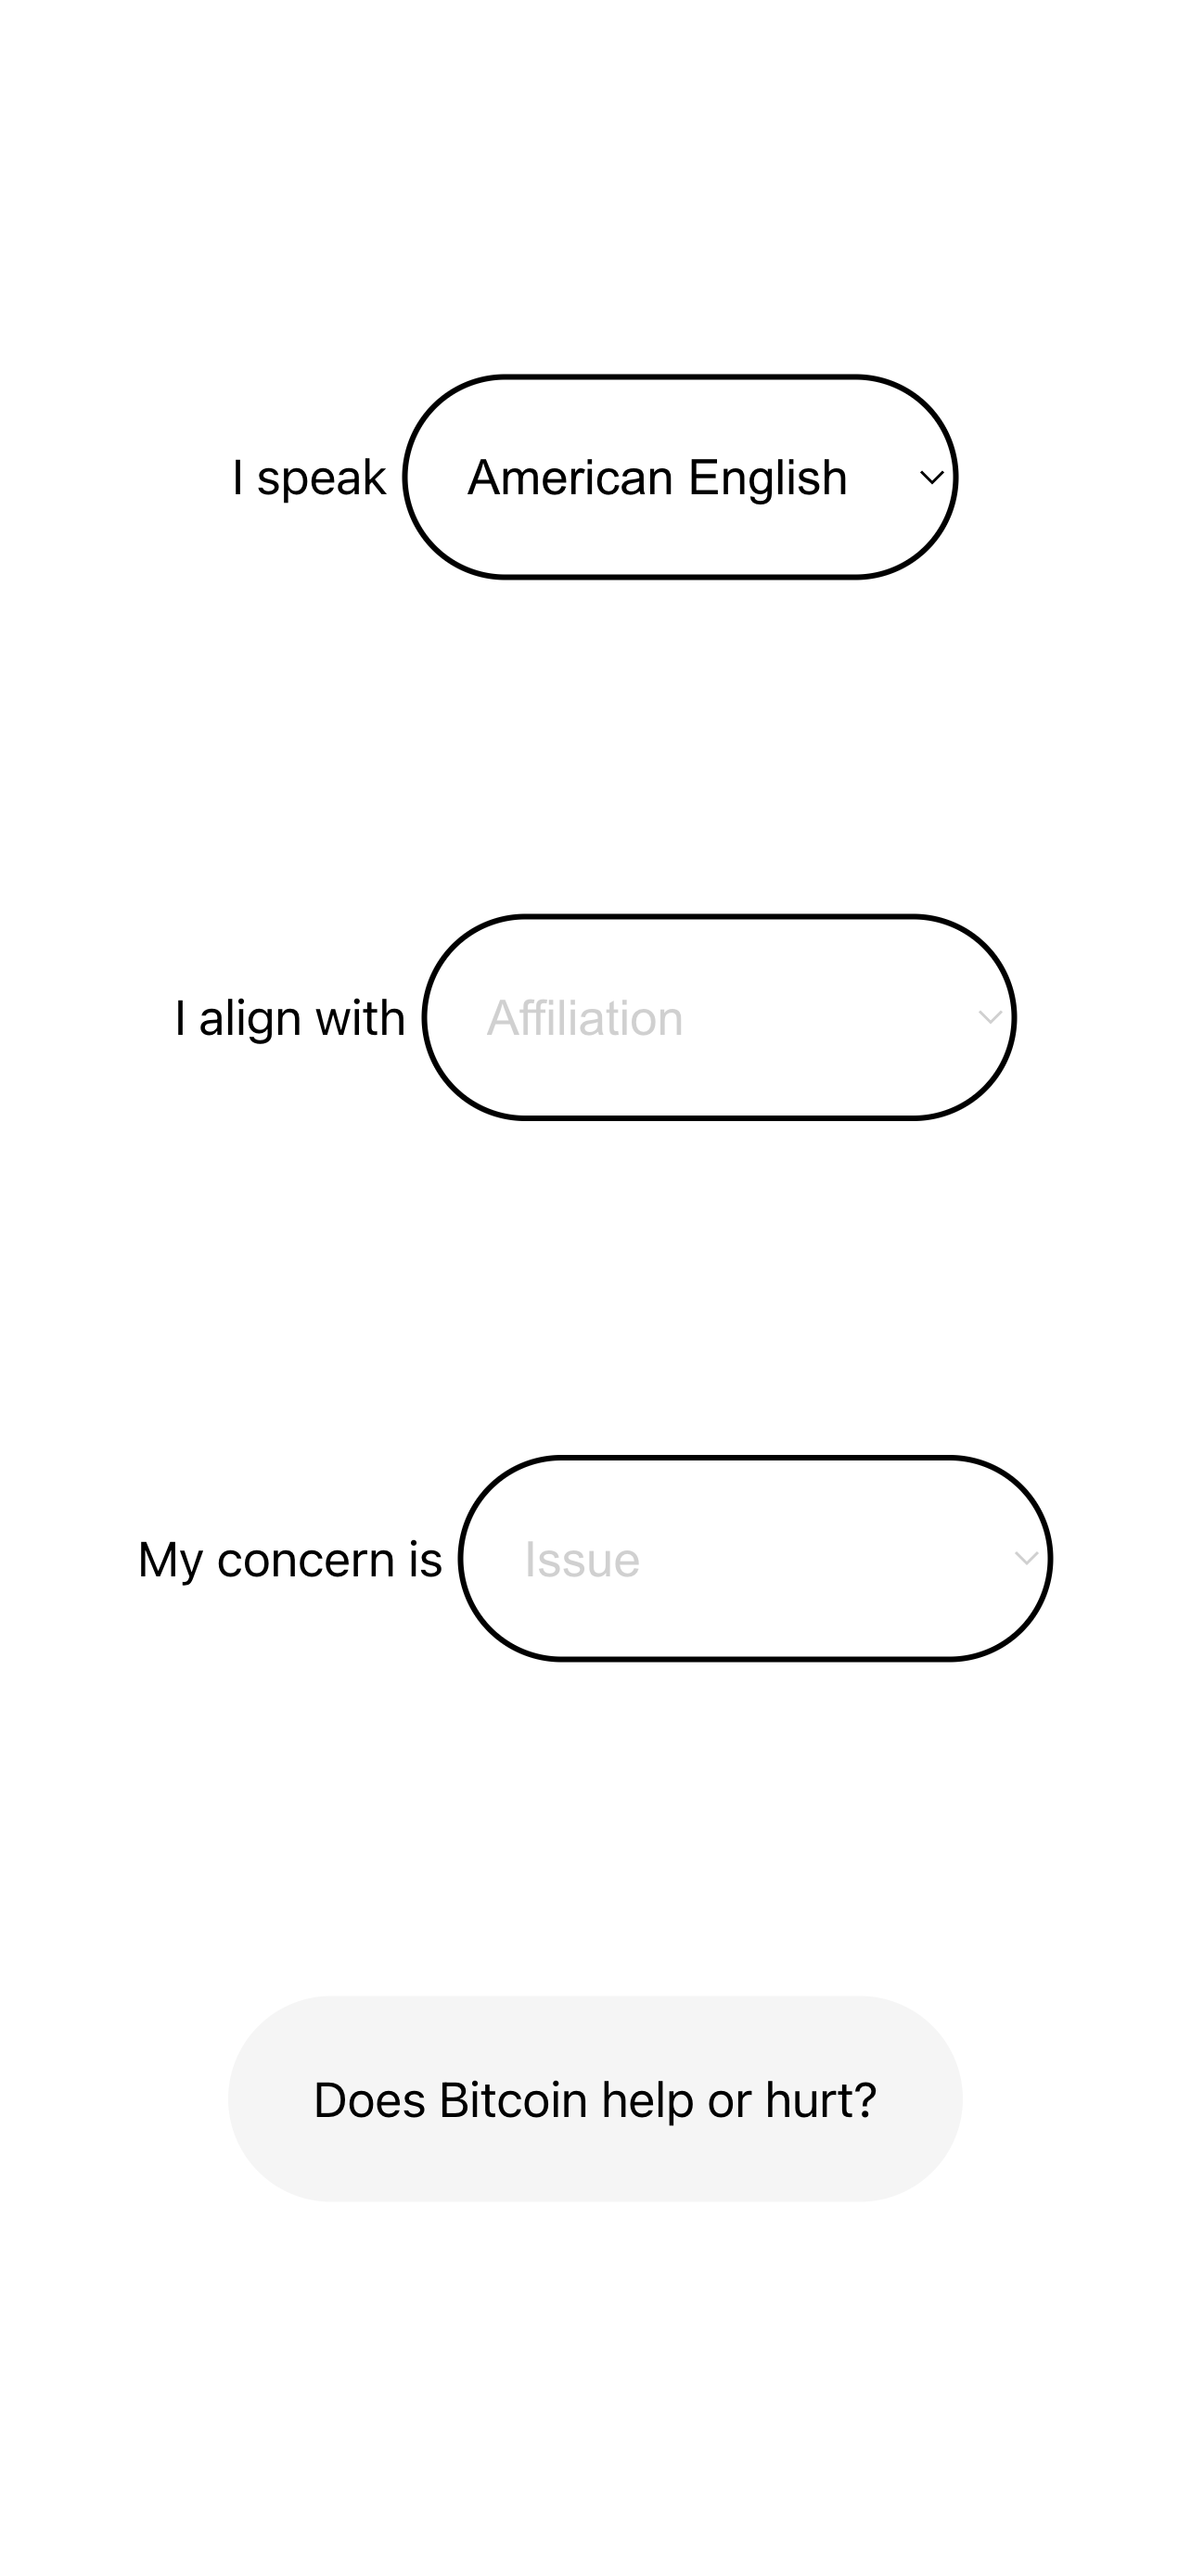 I speak American English
I align with Affiliation
My concern is Issue
Does Bitcoin help or hurt?